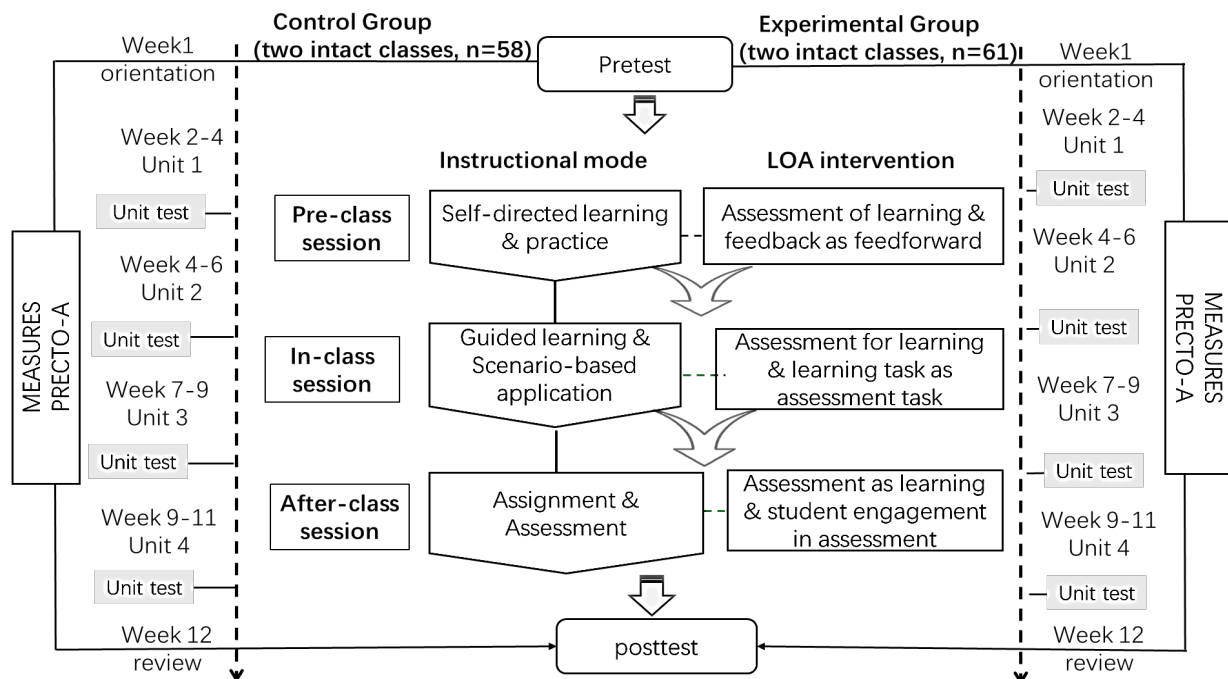 Control Group
(two intact classes, n=58)
Experimental Group
(two intact classes, n=61)
Pretest
Week1
orientation
Week 2-4
Unit 1
Unit test
Week 4-6
Unit 2
Unit test
Week 7-9
Unit 3
Unit test
Week 9-11
Unit 4
Unit test
Week 12
review
MEASURES
PRECTO-A
Instructional mode
LOA intervention
Pre-class
session
Self-directed learning
& practice
Assessment of learning &
feedback as feedforward
In-class
session
Guided learning &
Scenario-based
application
Assessment for learning
& learning task as
assessment task
After-class
session
Assignment &
Assessment
Assessment as learning
& student engagement
in assessment
posttest
Week1
orientation
Week 2-4
Unit 1
Unit test
Week 4-6
Unit 2
Unit test
Week 7-9
Unit 3
Unit test
Week 9-11
Unit 4
Unit test
Week 12
review
MEASURES
PRECTO-A